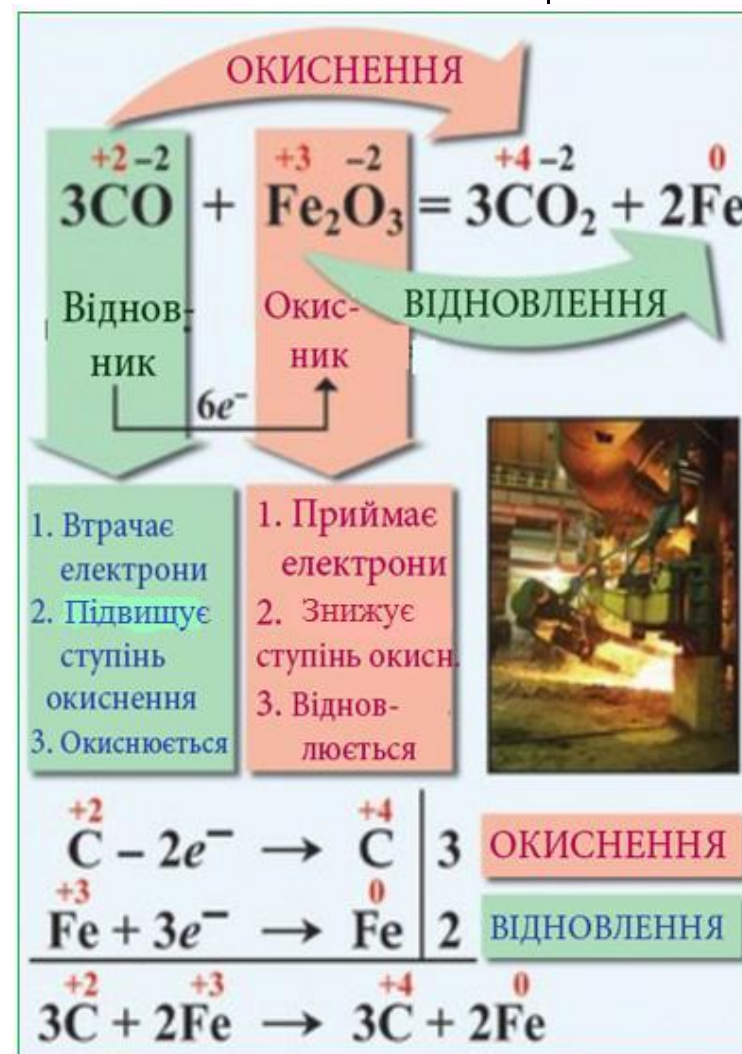 ОКИСНЕННЯ
+2 −2 +3 −2 +4 −2 0
3CO + Fe₂O₃ = 3CO₂ + 2Fe
Віднов-
ник
Окис-
ник
ВІДНОВЛЕННЯ
6e⁻
1. Втрачає
електрони
2. Підвищує
ступінь
окиснення
3. Окиснюється
1. Приймає
електрони
2. Знижує
ступінь окисн.
3. Віднов-
люється
+2 +4
C – 2e⁻ → C 3 ОКИСНЕННЯ
+3 0
Fe + 3e⁻ → Fe 2 ВІДНОВЛЕННЯ
+2 +3 +4 0
3C + 2Fe → 3C + 2Fe